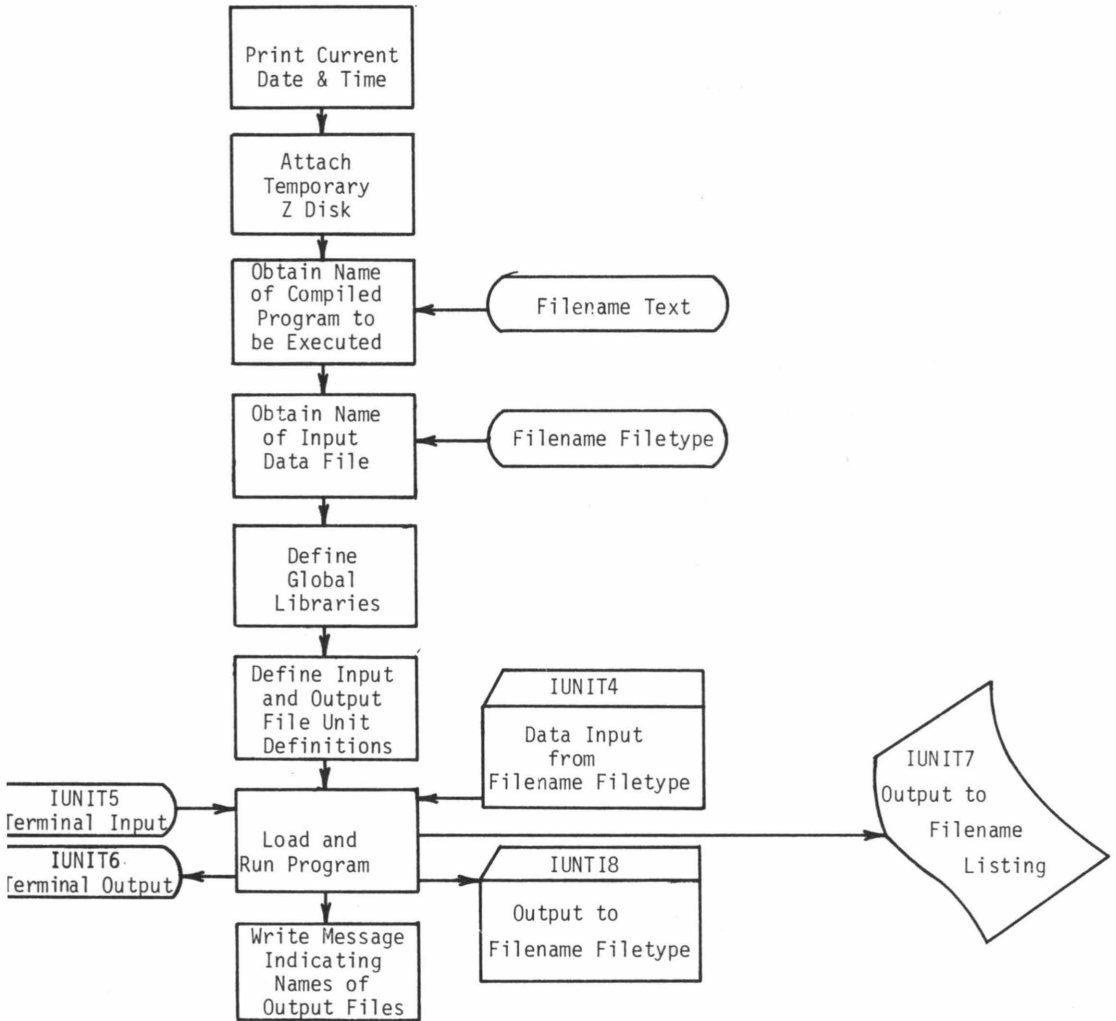 Print Current
Date & Time
Attach
Temporary
Z Disk
Obtain Name
of Compiled
Program to
be Executed
Filename Text
Obtain Name
of Input
Data File
Filename Filetype
Define
Global
Libraries
Define Input
and Output
File Unit
Definitions
IUNIT4
Data Input
from
Filename Filetype
IUNIT7
Output to
Filename
Listing
IUNIT5
Terminal Input
Load and
Run Program
IUNIT6
Terminal Output
IUNTI8
Output to
Filename Filetype
Write Message
Indicating
Names of
Output Files